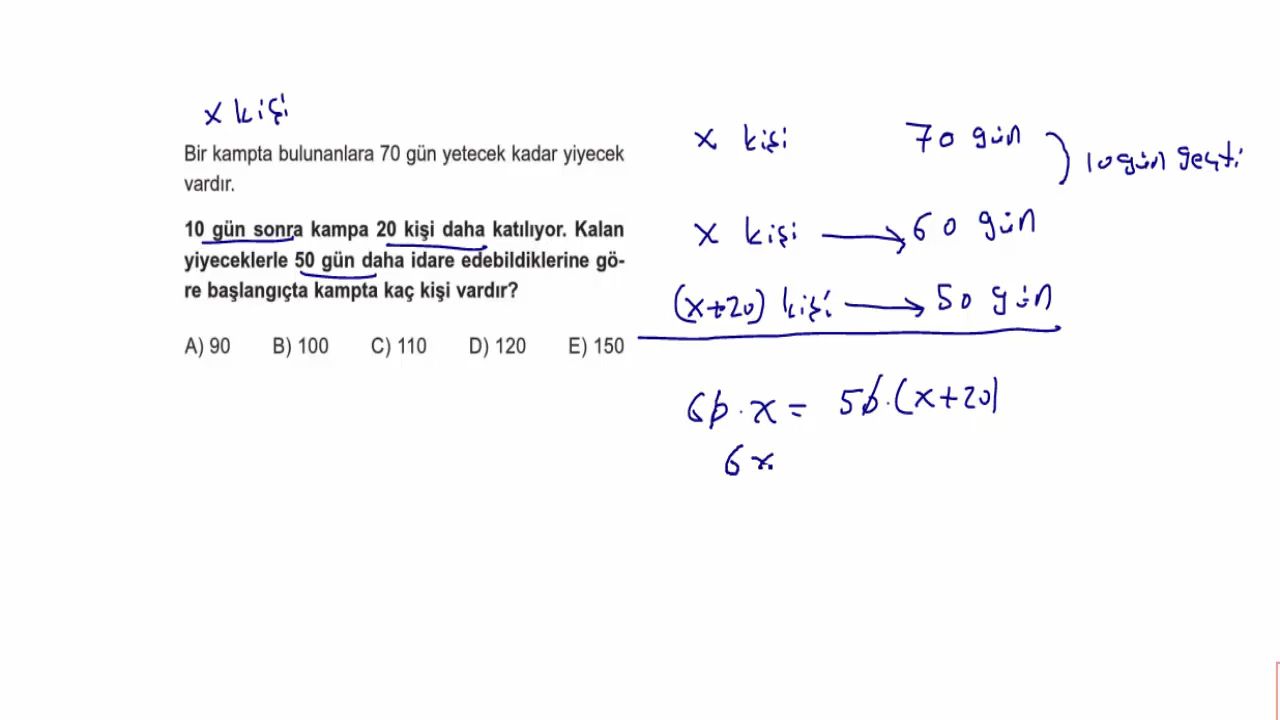 x kişi
Bir kampta bulunanlara 70 gün yetecek kadar yiyecek
vardır.
10 gün sonra kampa 20 kişi daha katılıyor. Kalan
yiyeceklerle 50 gün daha idare edebildiklerine gö-
re başlangıçta kampta kaç kişi vardır?
A) 90 B) 100 C) 110 D) 120 E) 150
x kişi 70 gün
10 gün geçti
x kişi → 60 gün
(x+20) kişi → 50 gün
60 . x = 50 . (x+20)
6x